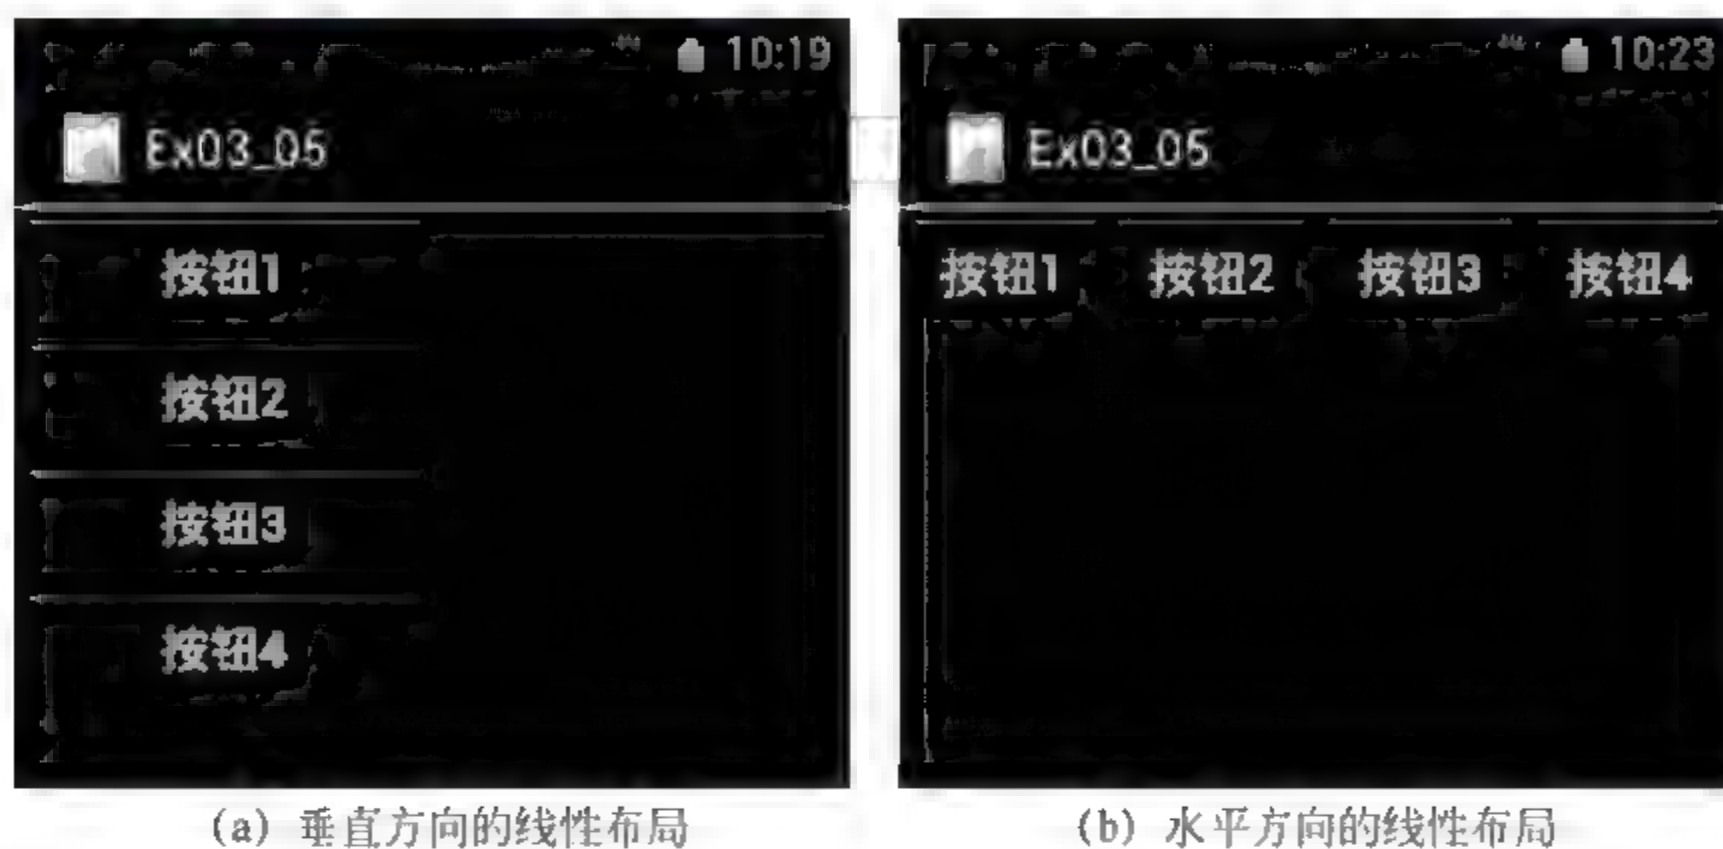 10:19
Ex03_05
按钮1
按钮2
按钮3
按钮4
(a) 垂直方向的线性布局
10:23
Ex03_05
按钮1 按钮2 按钮3 按钮4
(b) 水平方向的线性布局